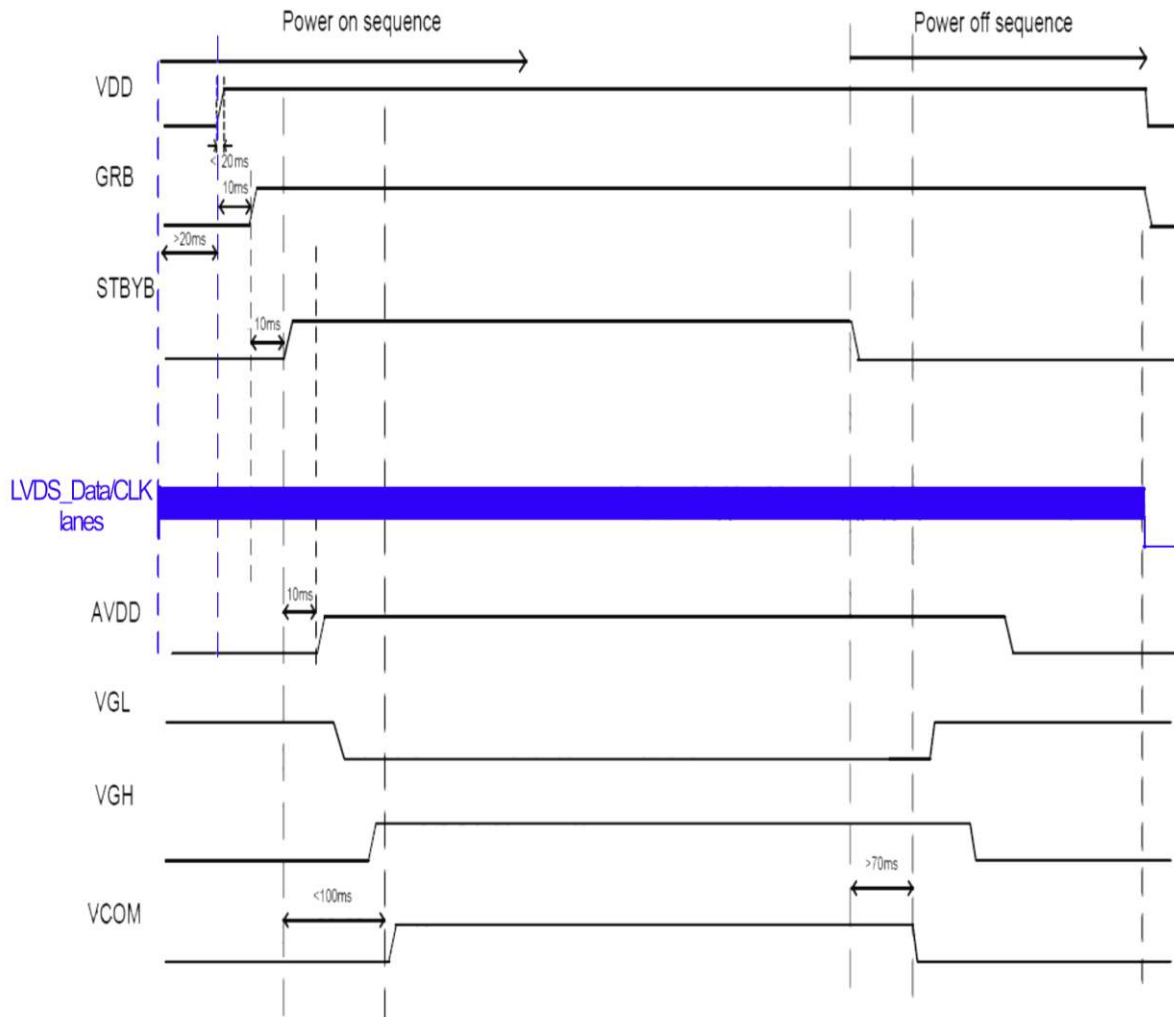 Power on sequence
Power off sequence
VDD
< 20ms
GRB
10ms
>20ms
STBYB
10ms
LVDS_Data/CLK
lanes
10ms
AVDD
VGL
VGH
>70ms
<100ms
VCOM